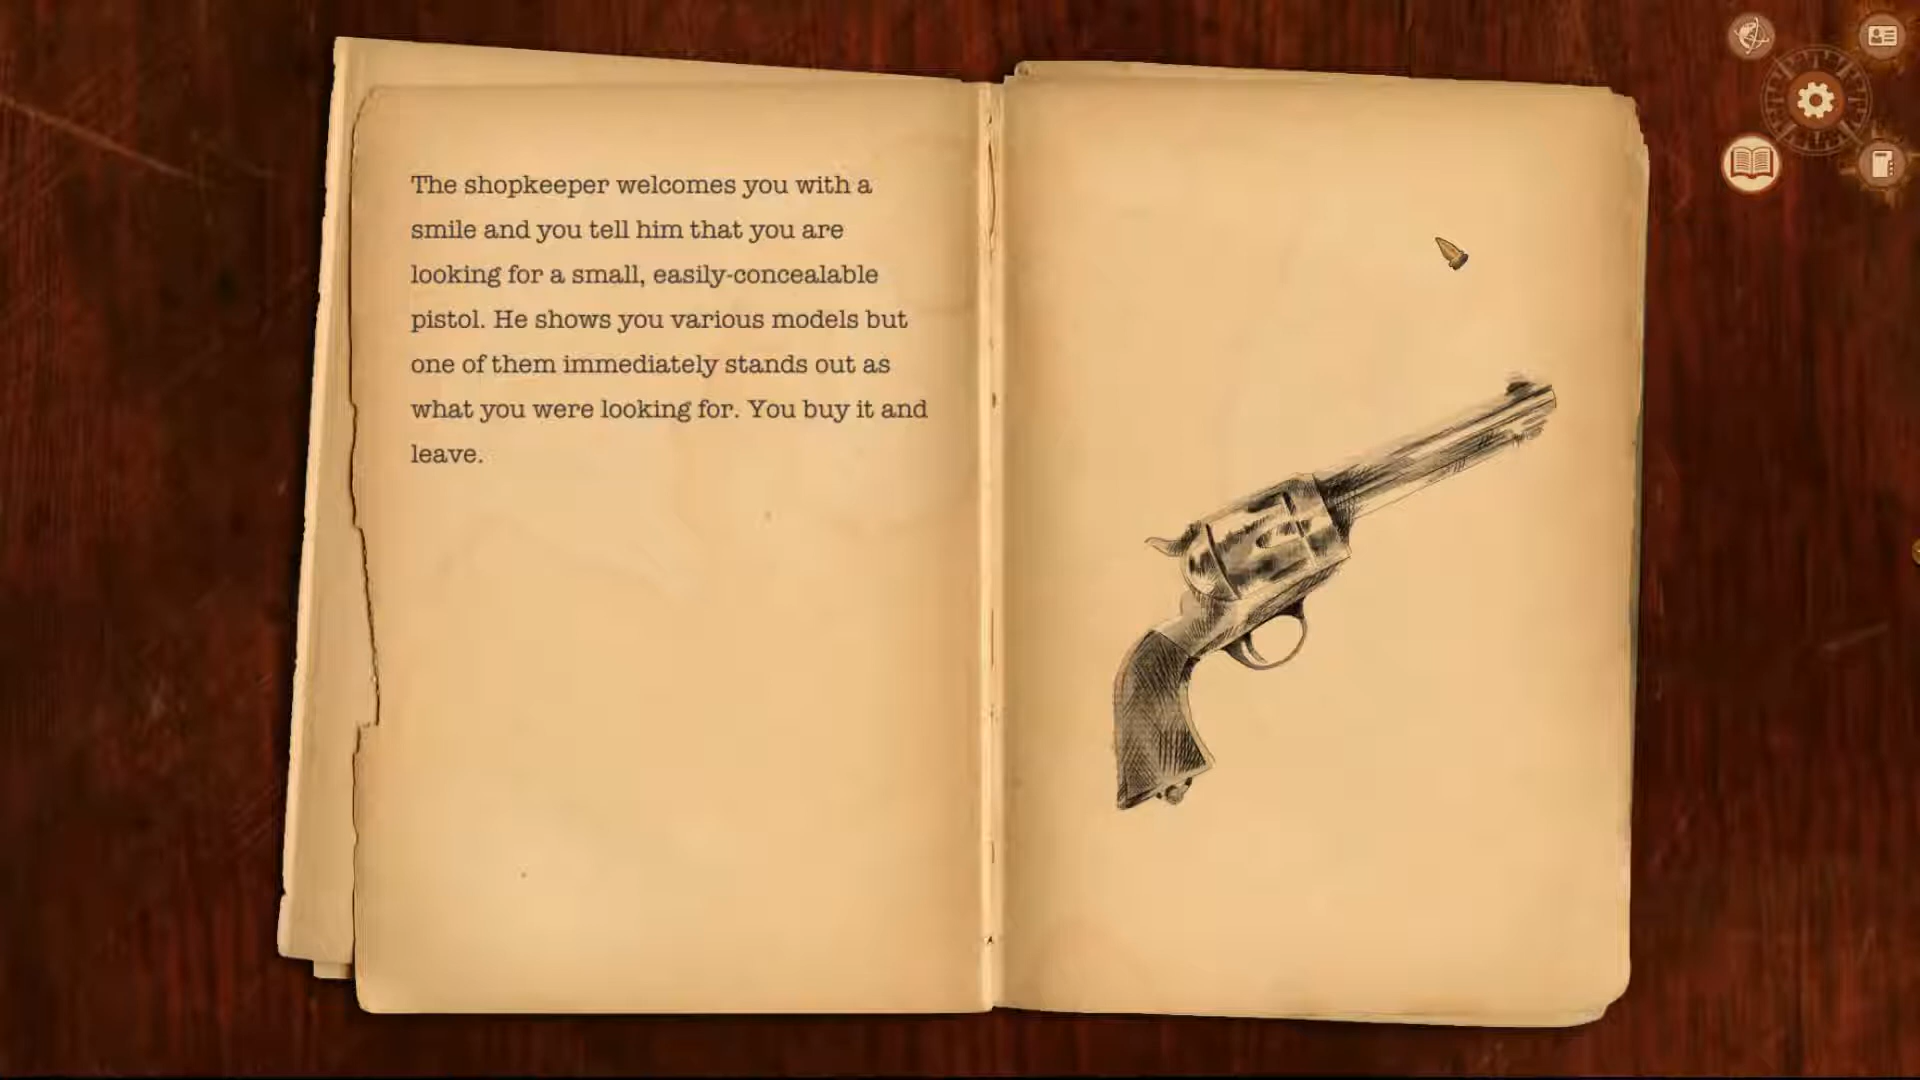 The shopkeeper welcomes you with a
smile and you tell him that you are
looking for a small, easily-concealable
pistol. He shows you various models but
one of them immediately stands out as
what you were looking for. You buy it and
leave.